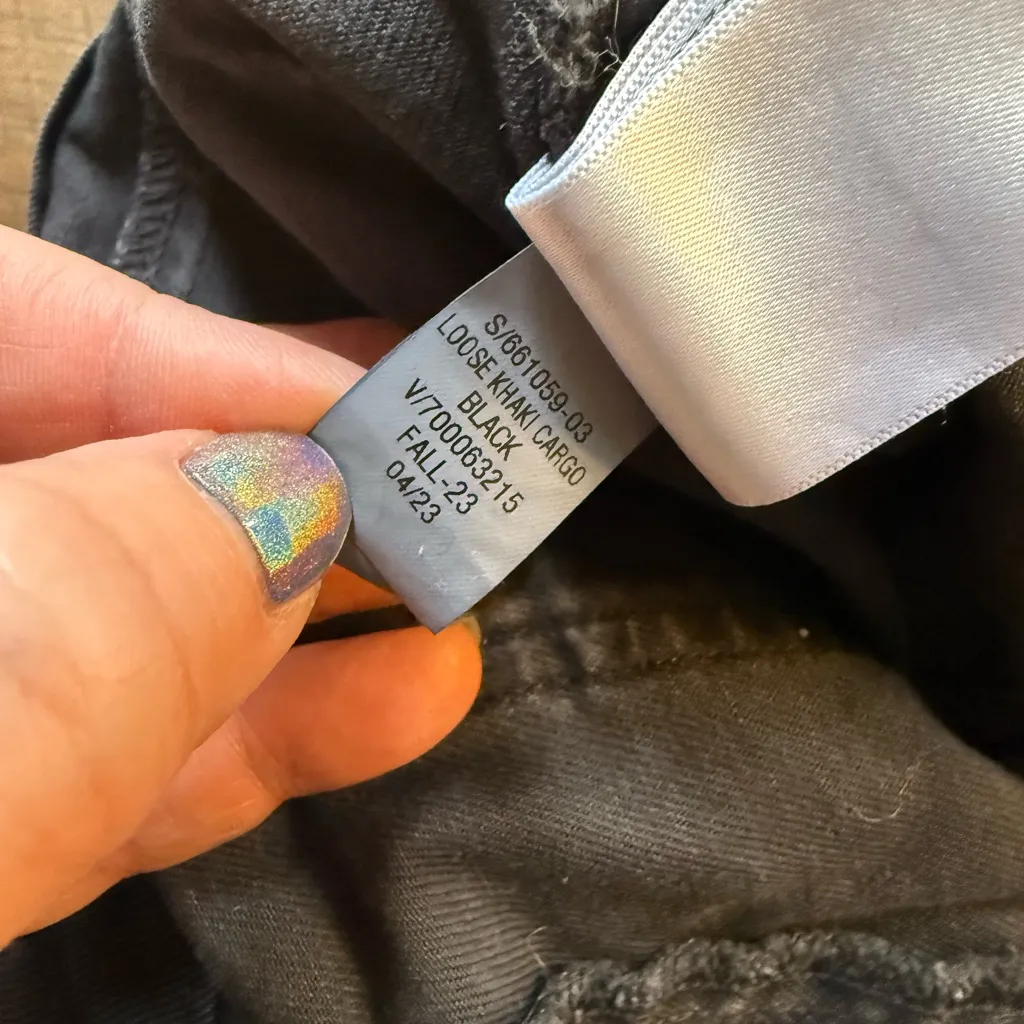 S/661059-03
LOOSE KHAKI CARGO
BLACK
V/700063215
FALL-23
04/23